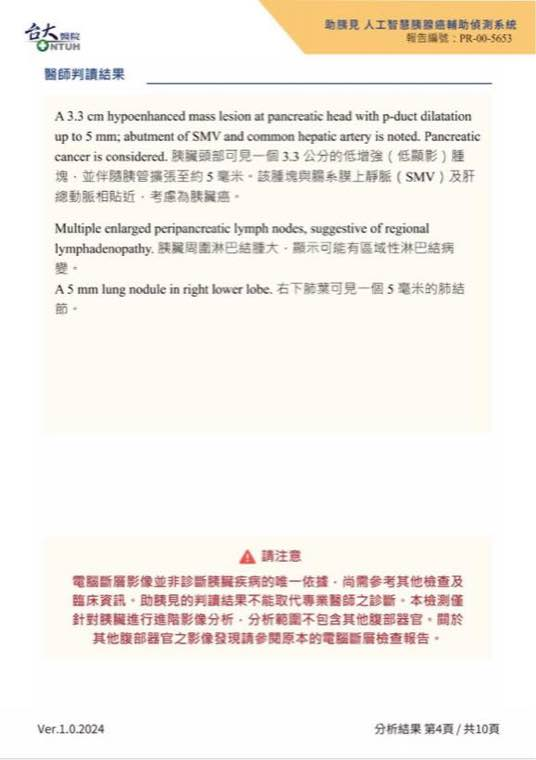 台大醫院
NTUH
助胰見 人工智慧胰腺癌輔助偵測系統
報告編號：PR-00-5653
醫師判讀結果
A 3.3 cm hypoenhanced mass lesion at pancreatic head with p-duct dilatation
up to 5 mm; abutment of SMV and common hepatic artery is noted. Pancreatic
cancer is considered. 胰臟頭部可見一個 3.3 公分的低增強（低顯影）腫
塊，並伴隨胰管擴張至約 5 毫米。該腫塊與腸系膜上靜脈（SMV）及肝
總動脈相貼近，考慮為胰臟癌。
Multiple enlarged peripancreatic lymph nodes, suggestive of regional
lymphadenopathy. 胰臟周圍淋巴結腫大，顯示可能有區域性淋巴結病
變。
A 5 mm lung nodule in right lower lobe. 右下肺葉可見一個 5 毫米的肺結
節。
請注意
電腦斷層影像並非診斷胰臟疾病的唯一依據，尚需參考其他檢查及
臨床資訊。助胰見的判讀結果不能取代專業醫師之診斷。本檢測僅
針對胰臟進行進階影像分析，分析範圍不包含其他腹部器官。關於
其他腹部器官之影像發現請參閱原本的電腦斷層檢查報告。
Ver.1.0.2024
分析結果 第4頁 / 共10頁